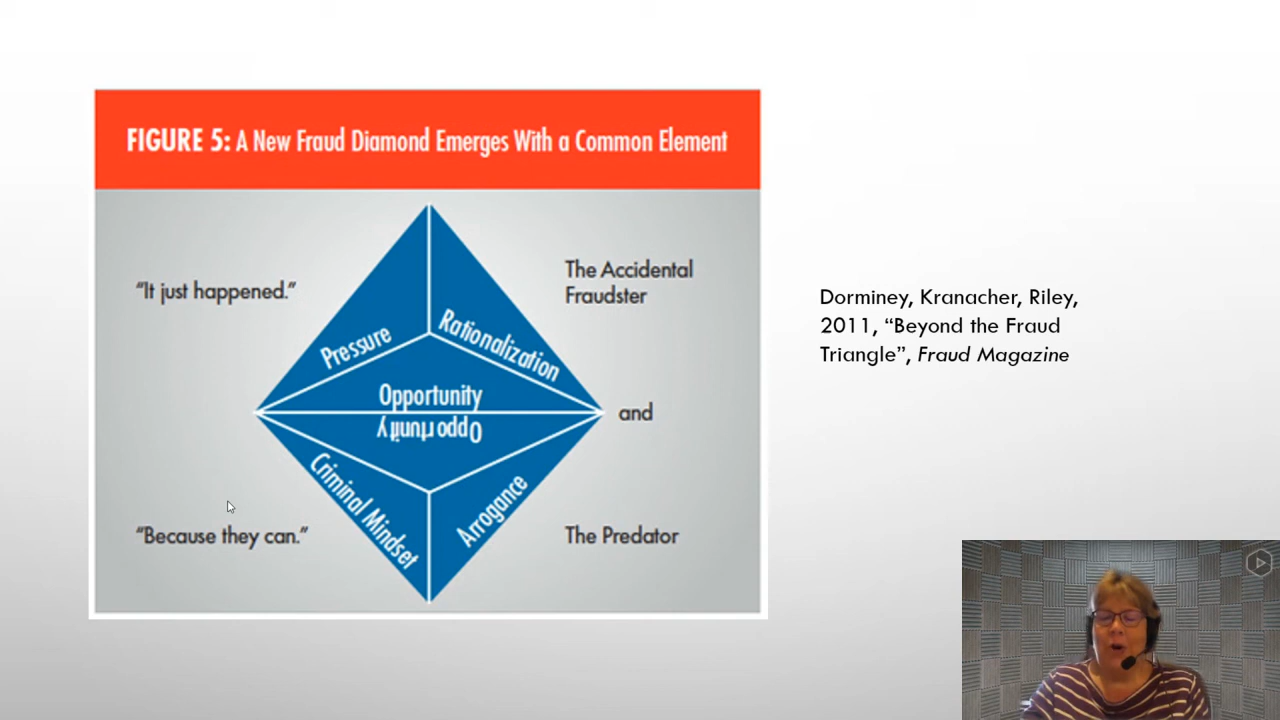 FIGURE 5: A New Fraud Diamond Emerges With a Common Element
“It just happened.”
The Accidental
Fraudster
Pressure
Rationalization
Opportunity
Opportunity
and
Criminal Mindset
Arrogance
“Because they can.”
The Predator
Dorminey, Kranacher, Riley,
2011, “Beyond the Fraud
Triangle”, Fraud Magazine